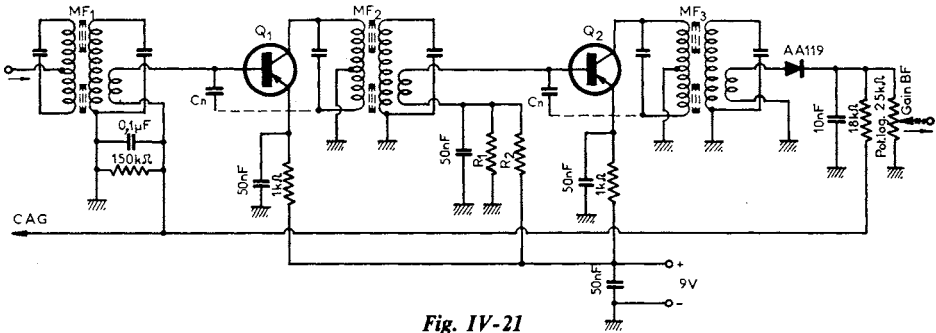 MF1
Q1
MF2
Q2
MF3
AA119
Cn
Cn
0,1µF
150kΩ
50nF
1kΩ
50nF
R1
R2
50nF
1kΩ
10nF
18kΩ
Pot.log. 25kΩ
Gain BF
CAG
50nF
+
9V
-
Fig. IV-21